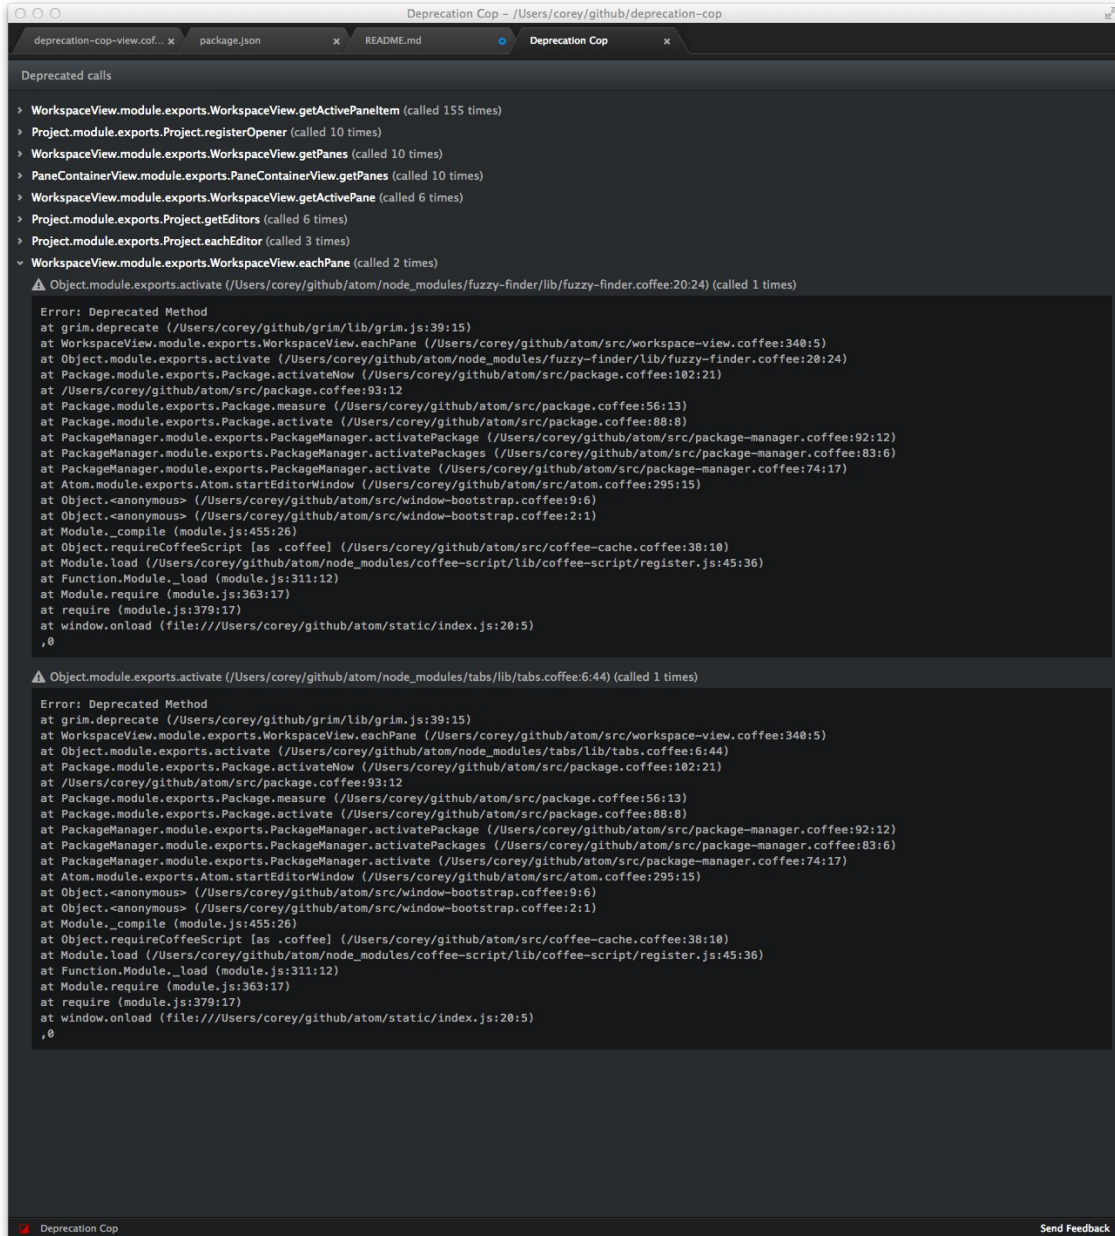 Deprecation Cop - /Users/corey/github/deprecation-cop
deprecation-cop-view.cof... x package.json x README.md Deprecation Cop x
Deprecated calls
WorkspaceView.module.exports.WorkspaceView.getActivePaneItem (called 155 times)
Project.module.exports.Project.registerOpener (called 10 times)
WorkspaceView.module.exports.WorkspaceView.getPanes (called 10 times)
PaneContainerView.module.exports.PaneContainerView.getPanes (called 10 times)
WorkspaceView.module.exports.WorkspaceView.getActivePane (called 6 times)
Project.module.exports.Project.getEditors (called 6 times)
Project.module.exports.Project.eachEditor (called 3 times)
WorkspaceView.module.exports.WorkspaceView.eachPane (called 2 times)
Object.module.exports.activate (/Users/corey/github/atom/node_modules/fuzzy-finder/lib/fuzzy-finder.coffee:20:24) (called 1 times)
Error: Deprecated Method
at grim.deprecate (/Users/corey/github/grim/lib/grim.js:39:15)
at WorkspaceView.module.exports.WorkspaceView.eachPane (/Users/corey/github/atom/src/workspace-view.coffee:340:5)
at Object.module.exports.activate (/Users/corey/github/atom/node_modules/fuzzy-finder/lib/fuzzy-finder.coffee:20:24)
at Package.module.exports.Package.activateNow (/Users/corey/github/atom/src/package.coffee:102:21)
at /Users/corey/github/atom/src/package.coffee:93:12
at Package.module.exports.Package.measure (/Users/corey/github/atom/src/package.coffee:56:13)
at Package.module.exports.Package.activate (/Users/corey/github/atom/src/package.coffee:88:8)
at PackageManager.module.exports.PackageManager.activatePackage (/Users/corey/github/atom/src/package-manager.coffee:92:12)
at PackageManager.module.exports.PackageManager.activatePackages (/Users/corey/github/atom/src/package-manager.coffee:83:6)
at PackageManager.module.exports.PackageManager.activate (/Users/corey/github/atom/src/package-manager.coffee:74:17)
at Atom.module.exports.Atom.startEditorWindow (/Users/corey/github/atom/src/atom.coffee:295:15)
at Object.<anonymous> (/Users/corey/github/atom/src/window-bootstrap.coffee:9:6)
at Object.<anonymous> (/Users/corey/github/atom/src/window-bootstrap.coffee:2:1)
at Module._compile (module.js:455:26)
at Object.requireCoffeeScript [as .coffee] (/Users/corey/github/atom/src/coffee-cache.coffee:38:10)
at Module.load (/Users/corey/github/atom/node_modules/coffee-script/lib/coffee-script/register.js:45:36)
at Function.Module._load (module.js:311:12)
at Module.require (module.js:363:17)
at require (module.js:379:17)
at window.onload (file:///Users/corey/github/atom/static/index.js:20:5)
,0
Object.module.exports.activate (/Users/corey/github/atom/node_modules/tabs/lib/tabs.coffee:6:44) (called 1 times)
Error: Deprecated Method
at grim.deprecate (/Users/corey/github/grim/lib/grim.js:39:15)
at WorkspaceView.module.exports.WorkspaceView.eachPane (/Users/corey/github/atom/src/workspace-view.coffee:340:5)
at Object.module.exports.activate (/Users/corey/github/atom/node_modules/tabs/lib/tabs.coffee:6:44)
at Package.module.exports.Package.activateNow (/Users/corey/github/atom/src/package.coffee:102:21)
at /Users/corey/github/atom/src/package.coffee:93:12
at Package.module.exports.Package.measure (/Users/corey/github/atom/src/package.coffee:56:13)
at Package.module.exports.Package.activate (/Users/corey/github/atom/src/package.coffee:88:8)
at PackageManager.module.exports.PackageManager.activatePackage (/Users/corey/github/atom/src/package-manager.coffee:92:12)
at PackageManager.module.exports.PackageManager.activatePackages (/Users/corey/github/atom/src/package-manager.coffee:83:6)
at PackageManager.module.exports.PackageManager.activate (/Users/corey/github/atom/src/package-manager.coffee:74:17)
at Atom.module.exports.Atom.startEditorWindow (/Users/corey/github/atom/src/atom.coffee:295:15)
at Object.<anonymous> (/Users/corey/github/atom/src/window-bootstrap.coffee:9:6)
at Object.<anonymous> (/Users/corey/github/atom/src/window-bootstrap.coffee:2:1)
at Module._compile (module.js:455:26)
at Object.requireCoffeeScript [as .coffee] (/Users/corey/github/atom/src/coffee-cache.coffee:38:10)
at Module.load (/Users/corey/github/atom/node_modules/coffee-script/lib/coffee-script/register.js:45:36)
at Function.Module._load (module.js:311:12)
at Module.require (module.js:363:17)
at require (module.js:379:17)
at window.onload (file:///Users/corey/github/atom/static/index.js:20:5)
,0
Deprecation Cop Send Feedback